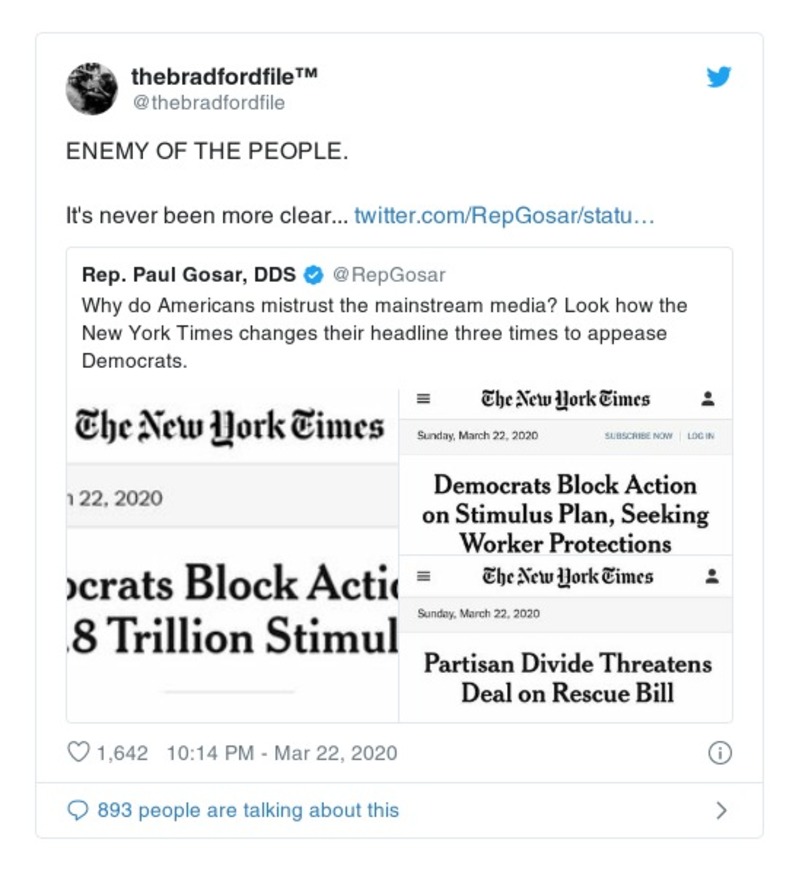 thebradfordfile™
@thebradfordfile
ENEMY OF THE PEOPLE.
It's never been more clear... twitter.com/RepGosar/statu…
Rep. Paul Gosar, DDS @RepGosar
Why do Americans mistrust the mainstream media? Look how the
New York Times changes their headline three times to appease
Democrats.
The New York Times
22, 2020
ocrats Block Actio
.8 Trillion Stimul
The New York Times
Sunday, March 22, 2020 SUBSCRIBE NOW | LOG IN
Democrats Block Action
on Stimulus Plan, Seeking
Worker Protections
The New York Times
Sunday, March 22, 2020
Partisan Divide Threatens
Deal on Rescue Bill
1,642 10:14 PM - Mar 22, 2020
893 people are talking about this